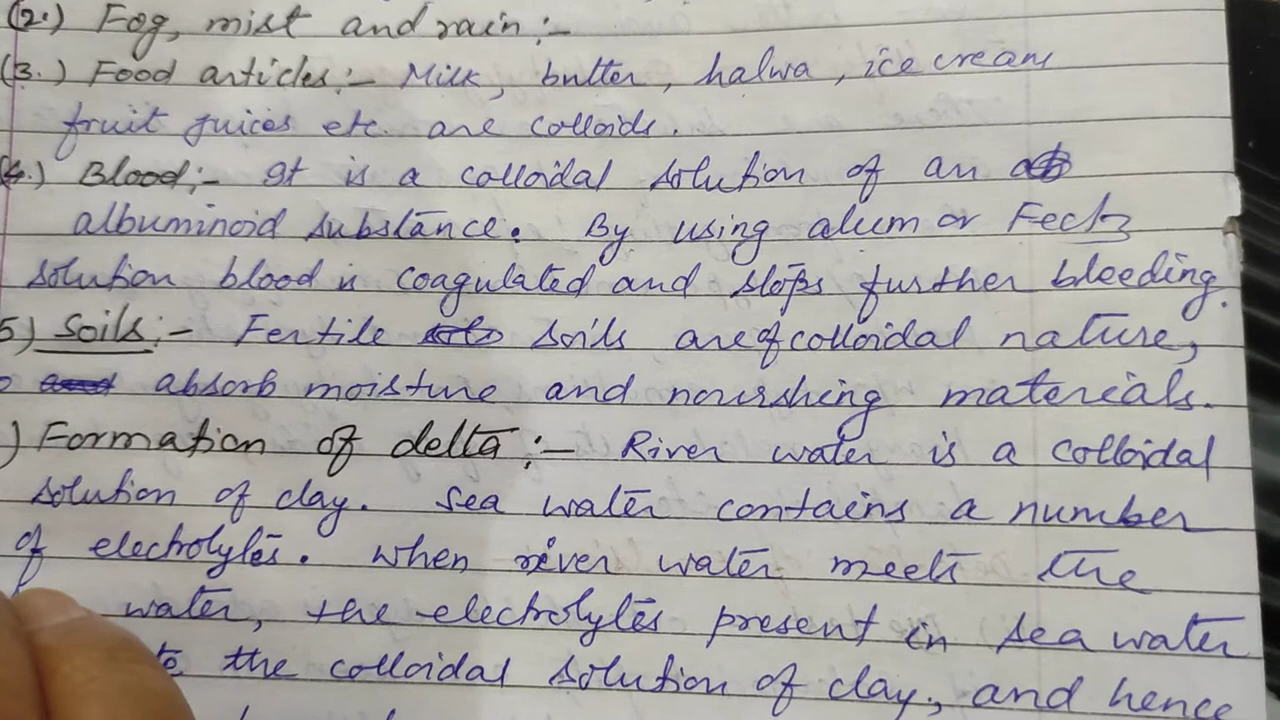 (2.) Fog, mist and rain :-
(3.) Food articles :- Milk, butter, halwa, ice cream
fruit juices etc. are colloids.
(4.) Blood :- It is a colloidal solution of an
albuminoid substance. By using alum or FeCl3
solution blood is coagulated and stops further bleeding.
5) Soils :- Fertile soils are of colloidal nature,
absorb moisture and nourishing materials.
) Formation of delta :- River water is a colloidal
solution of clay. Sea water contains a number
of electrolytes. When river water meets the
water, the electrolytes present in sea water
the colloidal solution of clay, and hence